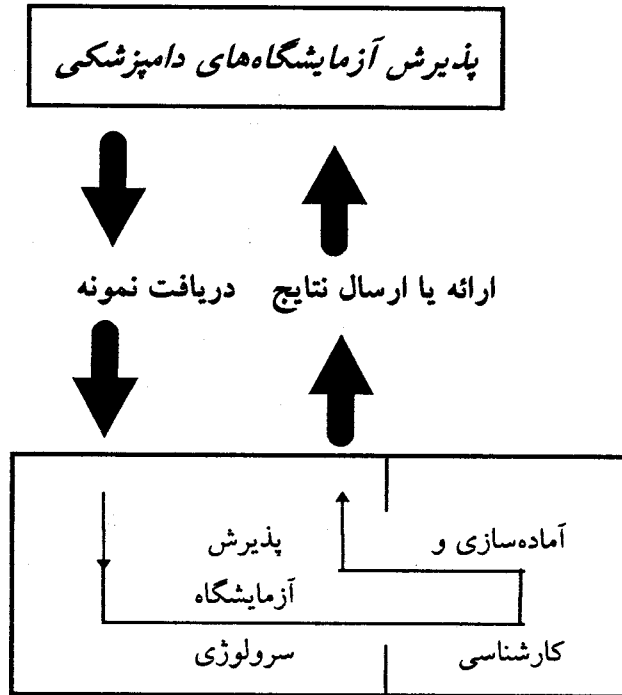 پذیرش آزمایشگاه‌های دامپزشکی
ارائه یا ارسال نتایج    دریافت نمونه
آماده‌سازی و    پذیرش
آزمایشگاه
کارشناسی    سرولوژی